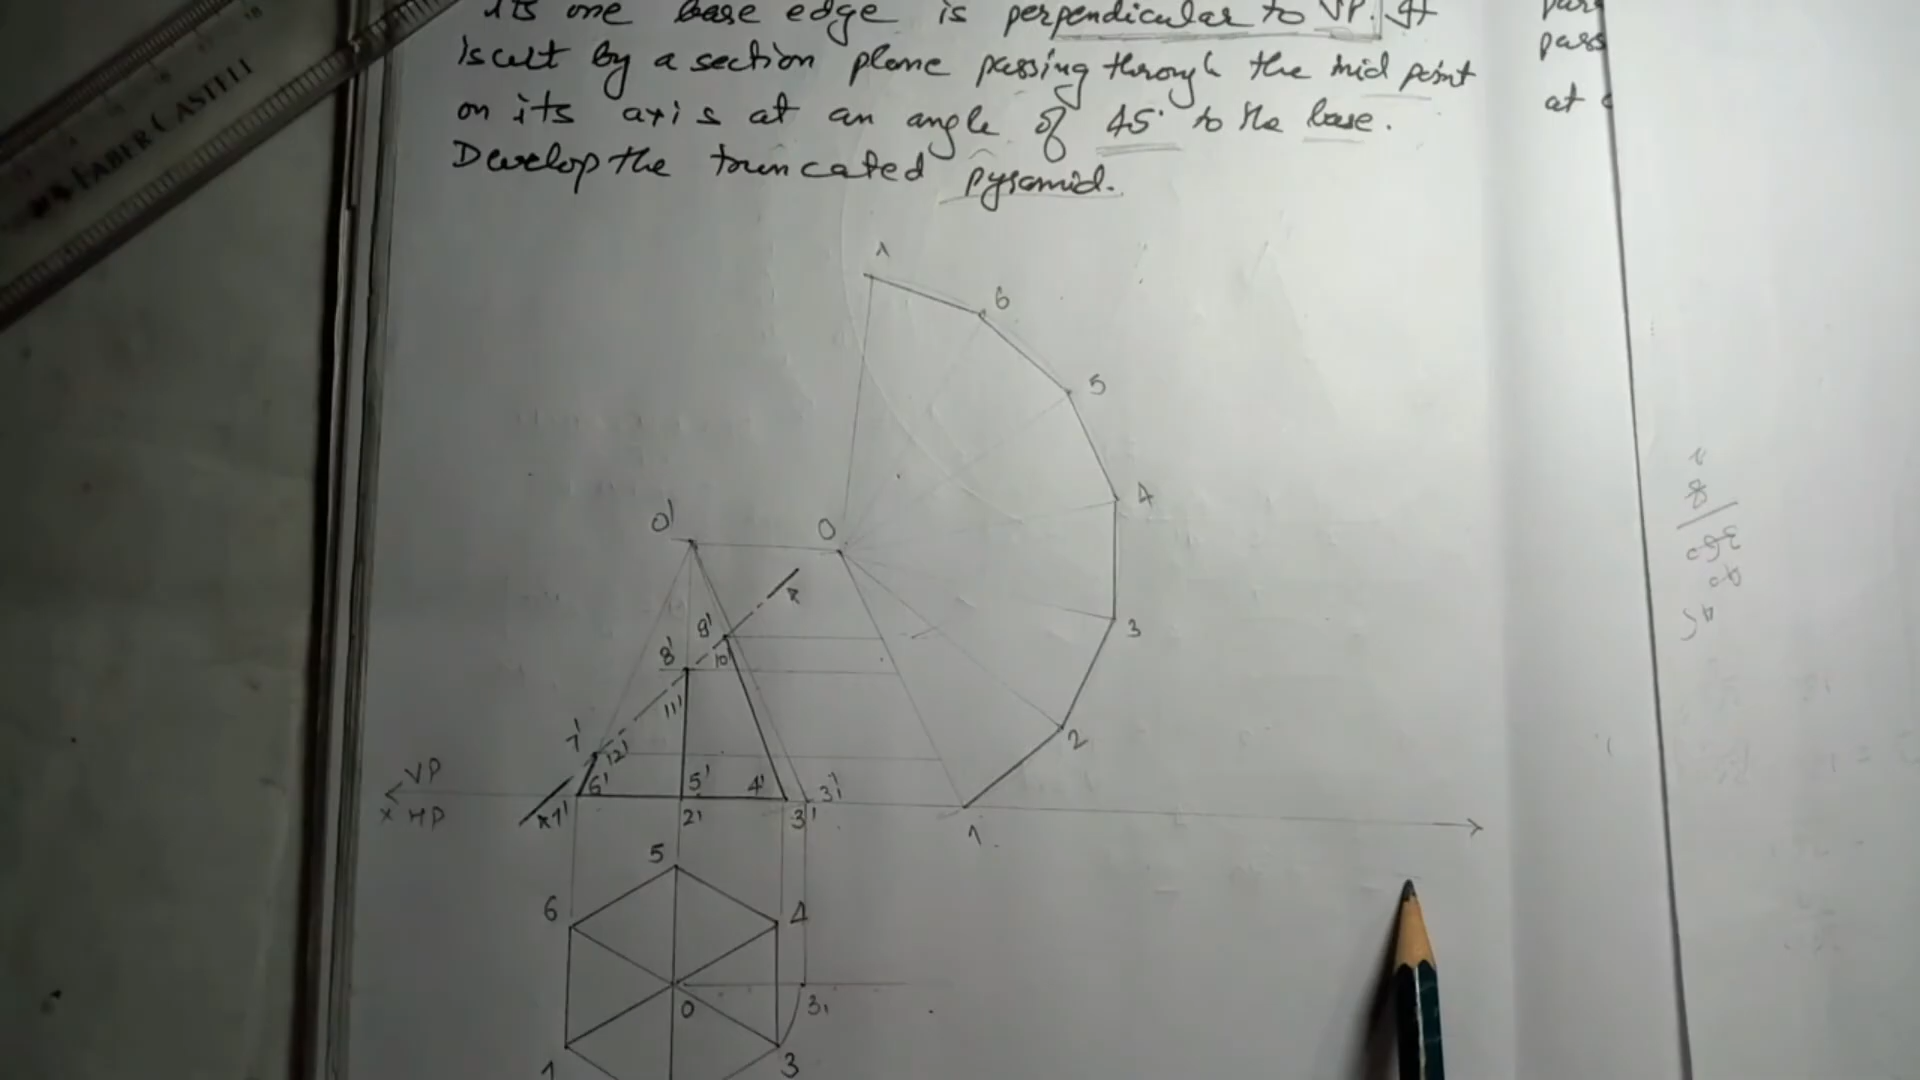 its one base edge is perpendicular to VP. It
is cut by a section plane passing through the mid point
on its axis at an angle of 45° to the base.
Develop the truncated pyramid.
pass
at
FABER CASTELL
1
6
5
4
3
2
1
O' O
9'
8' 10'
11'
7' 12'
VP 6' 5' 4' 3'
X HP 1' 2' 3'
5
6 4
O 3₁
1 3